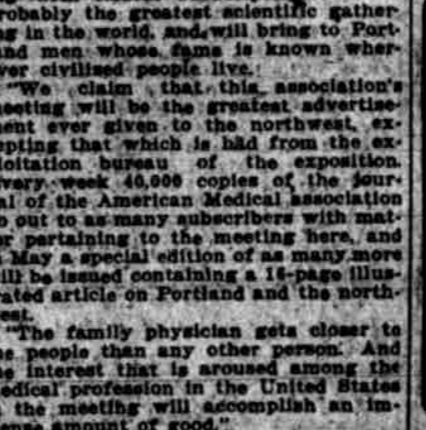 robably the greatest scientific gather-
ng in the world, and will bring to Port-
and men whose fame is known wher-
ver civilised people live.
"We claim that this association's
eeting will be the greatest advertise-
ent ever given to the northwest, ex-
epting that which is had from the ex-
loitation bureau of the exposition.
very week 40,000 copies of the jour-
al of the American Medical association
o out to as many subscribers with mat-
r pertaining to the meeting here, and
May a special edition of as many more
ill be issued containing a 16-page illus-
rated article on Portland and the north-
est.
"The family physician gets closer to
he people than any other person. And
he interest that is aroused among the
edical profession in the United States
the meeting will accomplish an im-
ense amount of good."